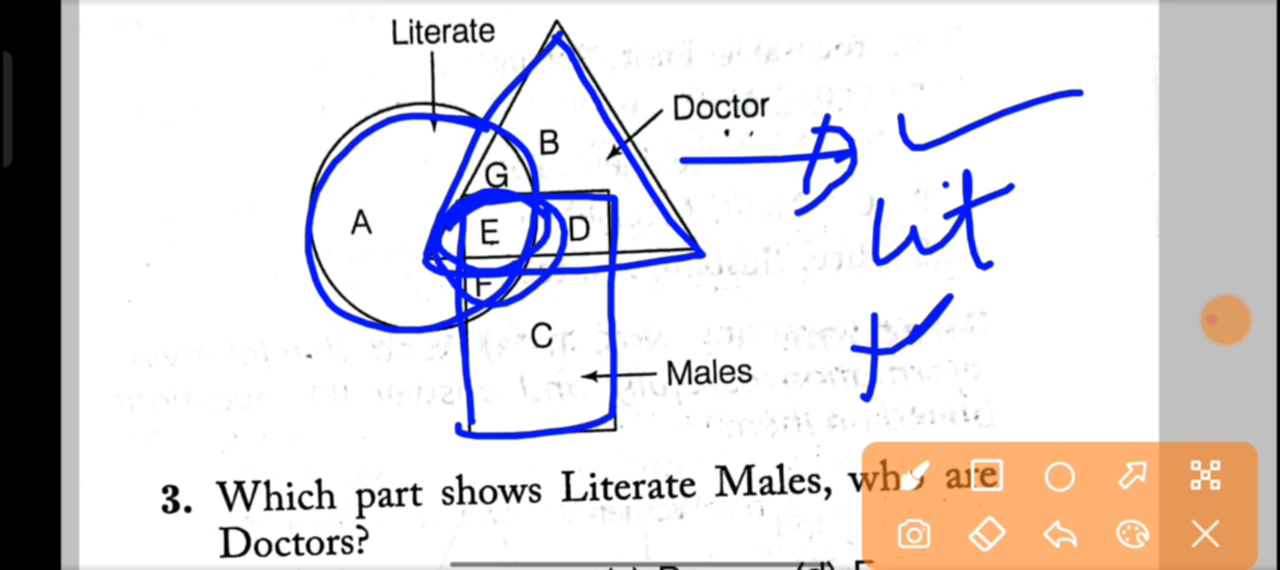 Literate
Doctor
B
G
A
E
D
F
C
Males
D
Lit
3. Which part shows Literate Males, who are
Doctors?